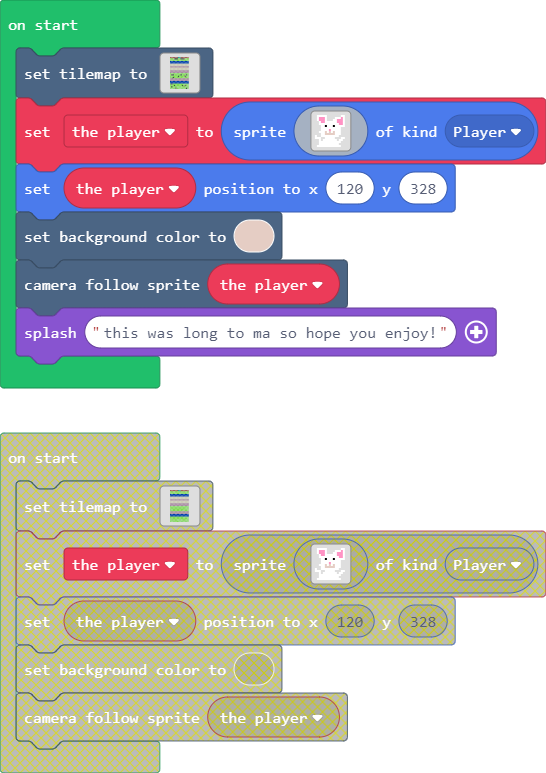 on start
set tilemap to
set the player to sprite of kind Player
set the player position to x 120 y 328
set background color to
camera follow sprite the player
splash "this was long to ma so hope you enjoy!"
on start
set tilemap to
set the player to sprite of kind Player
set the player position to x 120 y 328
set background color to
camera follow sprite the player